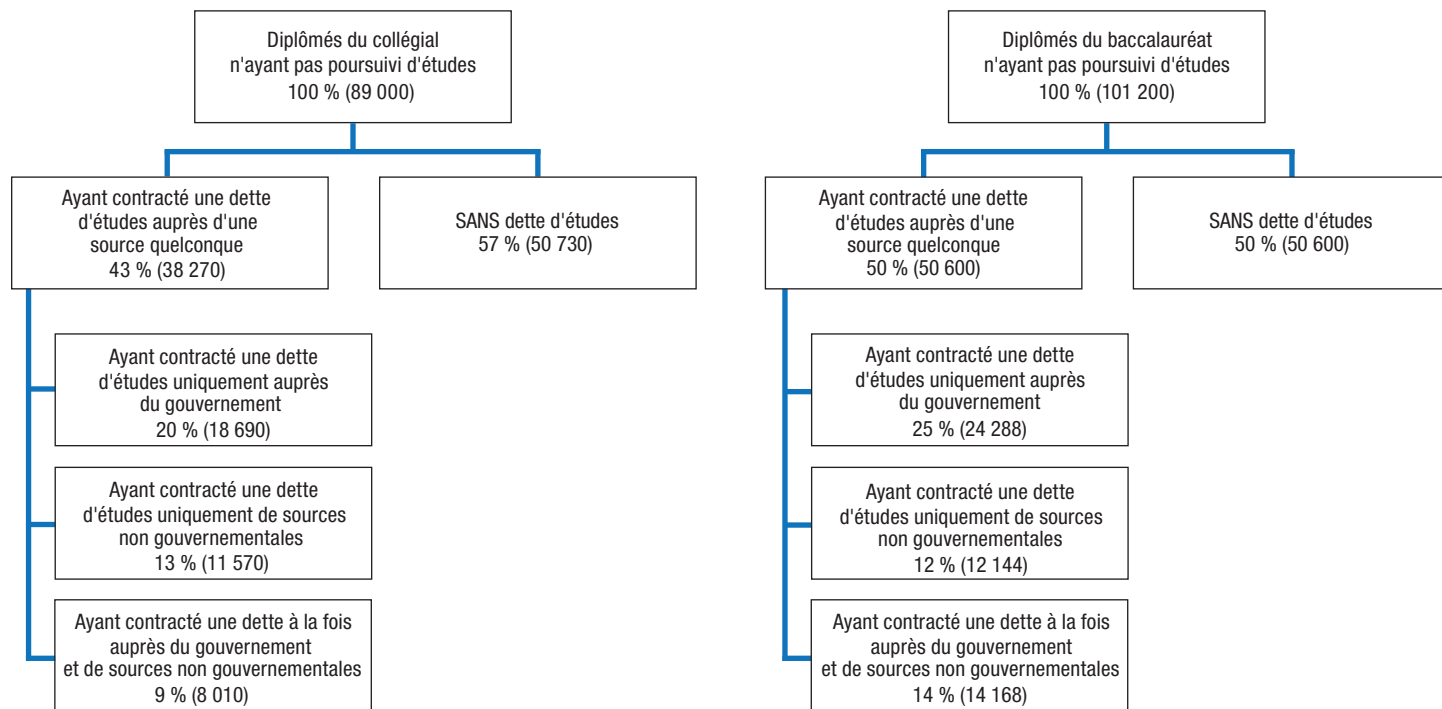 Diplômés du collégial
n'ayant pas poursuivi d'études
100 % (89 000)
Ayant contracté une dette
d'études auprès d'une
source quelconque
43 % (38 270)
SANS dette d'études
57 % (50 730)
Ayant contracté une dette
d'études uniquement auprès
du gouvernement
20 % (18 690)
Ayant contracté une dette
d'études uniquement de sources
non gouvernementales
13 % (11 570)
Ayant contracté une dette à la fois
auprès du gouvernement
et de sources non gouvernementales
9 % (8 010)
Diplômés du baccalauréat
n'ayant pas poursuivi d'études
100 % (101 200)
Ayant contracté une dette
d'études auprès d'une
source quelconque
50 % (50 600)
SANS dette d'études
50 % (50 600)
Ayant contracté une dette
d'études uniquement auprès
du gouvernement
25 % (24 288)
Ayant contracté une dette
d'études uniquement de sources
non gouvernementales
12 % (12 144)
Ayant contracté une dette à la fois
auprès du gouvernement
et de sources non gouvernementales
14 % (14 168)